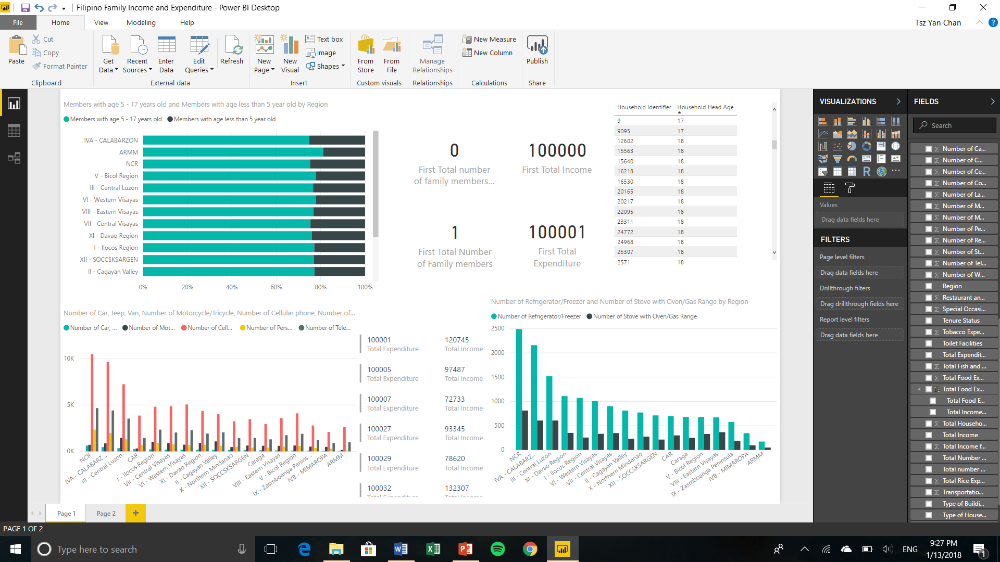 Filipino Family Income and Expenditure - Power BI Desktop
File
Home
View
Modeling
Help
Tsz Yan Chan
Paste
Cut
Copy
Format Painter
Clipboard
Get Data
Recent Sources
Enter Data
Edit Queries
Refresh
External data
New Page
New Visual
Text box
Image
Shapes
Insert
From Store
From File
Custom visuals
Manage Relationships
Relationships
New Measure
New Column
Calculations
Publish
Share
Members with age 5 - 17 years old and Members with age less than 5 year old by Region
Members with age 5 - 17 years old
Members with age less than 5 year old
IVA - CALABARZON
ARMM
NCR
V - Bicol Region
III - Central Luzon
VI - Western Visayas
VIII - Eastern Visayas
VII - Central Visayas
XI - Davao Region
I - Ilocos Region
XII - SOCCSKSARGEN
II - Cagayan Valley
0% 20% 40% 60% 80% 100%
0
First Total number
of family members...
100000
First Total Income
1
First Total Number
of Family members
100001
First Total
Expenditure
Household Identifier Household Head Age
9 17
9095 17
12602 18
15563 18
15640 18
16218 18
16530 18
20165 18
20217 18
22095 18
23311 18
24772 18
24968 18
25307 18
2571 18
Number of Car, Jeep, Van, Number of Motorcycle/Tricycle, Number of Cellular phone, Number of...
Number of Car, ...
Number of Mot...
Number of Cell...
Number of Pers...
Number of Tele...
10K
5K
0K
NCR
IVA - CALABARZ...
III - Central Luzon
CAR
I - Ilocos Region
VII - Central Visayas
VI - Western Visayas
XI - Davao Region
II - Cagayan Valley
X - Northern Mindanao
XII - SOCCSKSARGEN
Caraga
VIII - Eastern Visayas
V - Bicol Region
IX - Zasmboanga Penins...
IVB - MIMAROPA
ARMM
100001 120745
Total Expenditure Total Income
100005 97487
Total Expenditure Total Income
100007 72733
Total Expenditure Total Income
100027 93345
Total Expenditure Total Income
100029 78620
Total Expenditure Total Income
100032 132307
Total Expenditure Total Income
Number of Refrigerator/Freezer and Number of Stove with Oven/Gas Range by Region
Number of Refrigerator/Freezer
Number of Stove with Oven/Gas Range
2500
2000
1500
1000
500
0
NCR
IVA - CALABARZ...
III - Central Luzon
XI - Davao Region
I - Ilocos Region
VI - Western Visayas
VII - Central Visayas
II - Cagayan Valley
X - Northern Mindanao
XII - SOCCSKSARGEN
CAR
Caraga
V - Bicol Region
VIII - Eastern Visayas
IX - Zasmboanga Peninsula
IVB - MIMAROPA
ARMM
VISUALIZATIONS
123
R
Values
Drag data fields here
FILTERS
Page level filters
Drag data fields here
Drillthrough filters
Drag drillthrough fields here
Report level filters
Drag data fields here
FIELDS
Search
Number of Ca...
Number of C...
Number of Ce...
Number of Co...
Number of La...
Number of M...
Number of M...
Number of Pe...
Number of Re...
Number of St...
Number of Tel...
Number of W...
Region
Restaurant an...
Special Occasi...
Tenure Status
Tobacco Expe...
Toilet Facilities
Total Expendit...
Total Fish and ...
Total Food Ex...
Total Food Ex...
Total Food E...
Total Income...
Total Househo...
Total Income
Total Income f...
Total Number ...
Total number ...
Total Rice Exp...
Transportatio...
Type of Buildi...
Type of House...
Page 1
Page 2
PAGE 1 OF 2
Type here to search
ENG
9:27 PM
1/13/2018
1